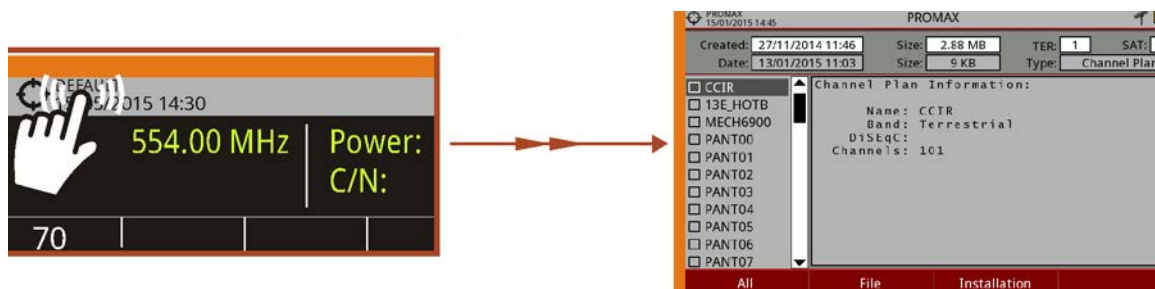 DEFAULT
2015 14:30
554.00 MHz
Power:
C/N:
70
PROMAX
15/01/2015 14:45
PROMAX
Created: 27/11/2014 11:46
Size: 2.88 MB
TER: 1
SAT:
Date: 13/01/2015 11:03
Size: 9 KB
Type: Channel Plan
CCIR
13E_HOTB
MECH6900
PANT00
PANT01
PANT02
PANT03
PANT04
PANT05
PANT06
PANT07
Channel Plan Information:
Name: CCIR
Band: Terrestrial
DiSEqC:
Channels: 101
All
File
Installation